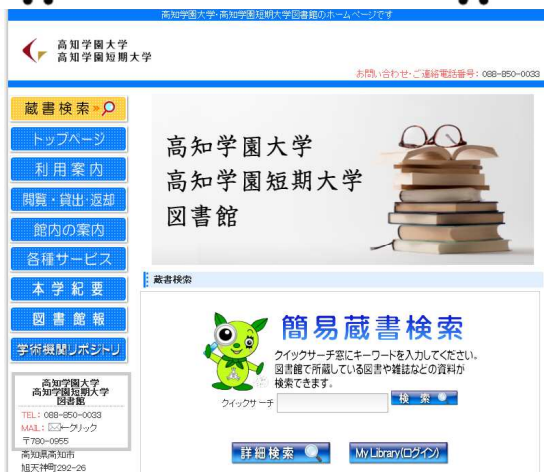 高知学園大学・高知学園短期大学図書館のホームページです
高知学園大学
高知学園短期大学
お問い合わせ・ご連絡電話番号：088-850-0033
蔵書検索
トップページ
利用案内
閲覧・貸出・返却
館内の案内
各種サービス
本学紀要
図書館報
学術機関リポジトリ
高知学園大学
高知学園短期大学
図書館
TEL：088-850-0033
MAIL：←クリック
〒780-0955
高知県高知市
旭天神町292-26
高知学園大学
高知学園短期大学
図書館
蔵書検索
簡易蔵書検索
クイックサーチ窓にキーワードを入力してください。
図書館で所蔵している図書や雑誌などの資料が
検索できます。
クイックサーチ
検索
詳細検索
My Library(ログイン)